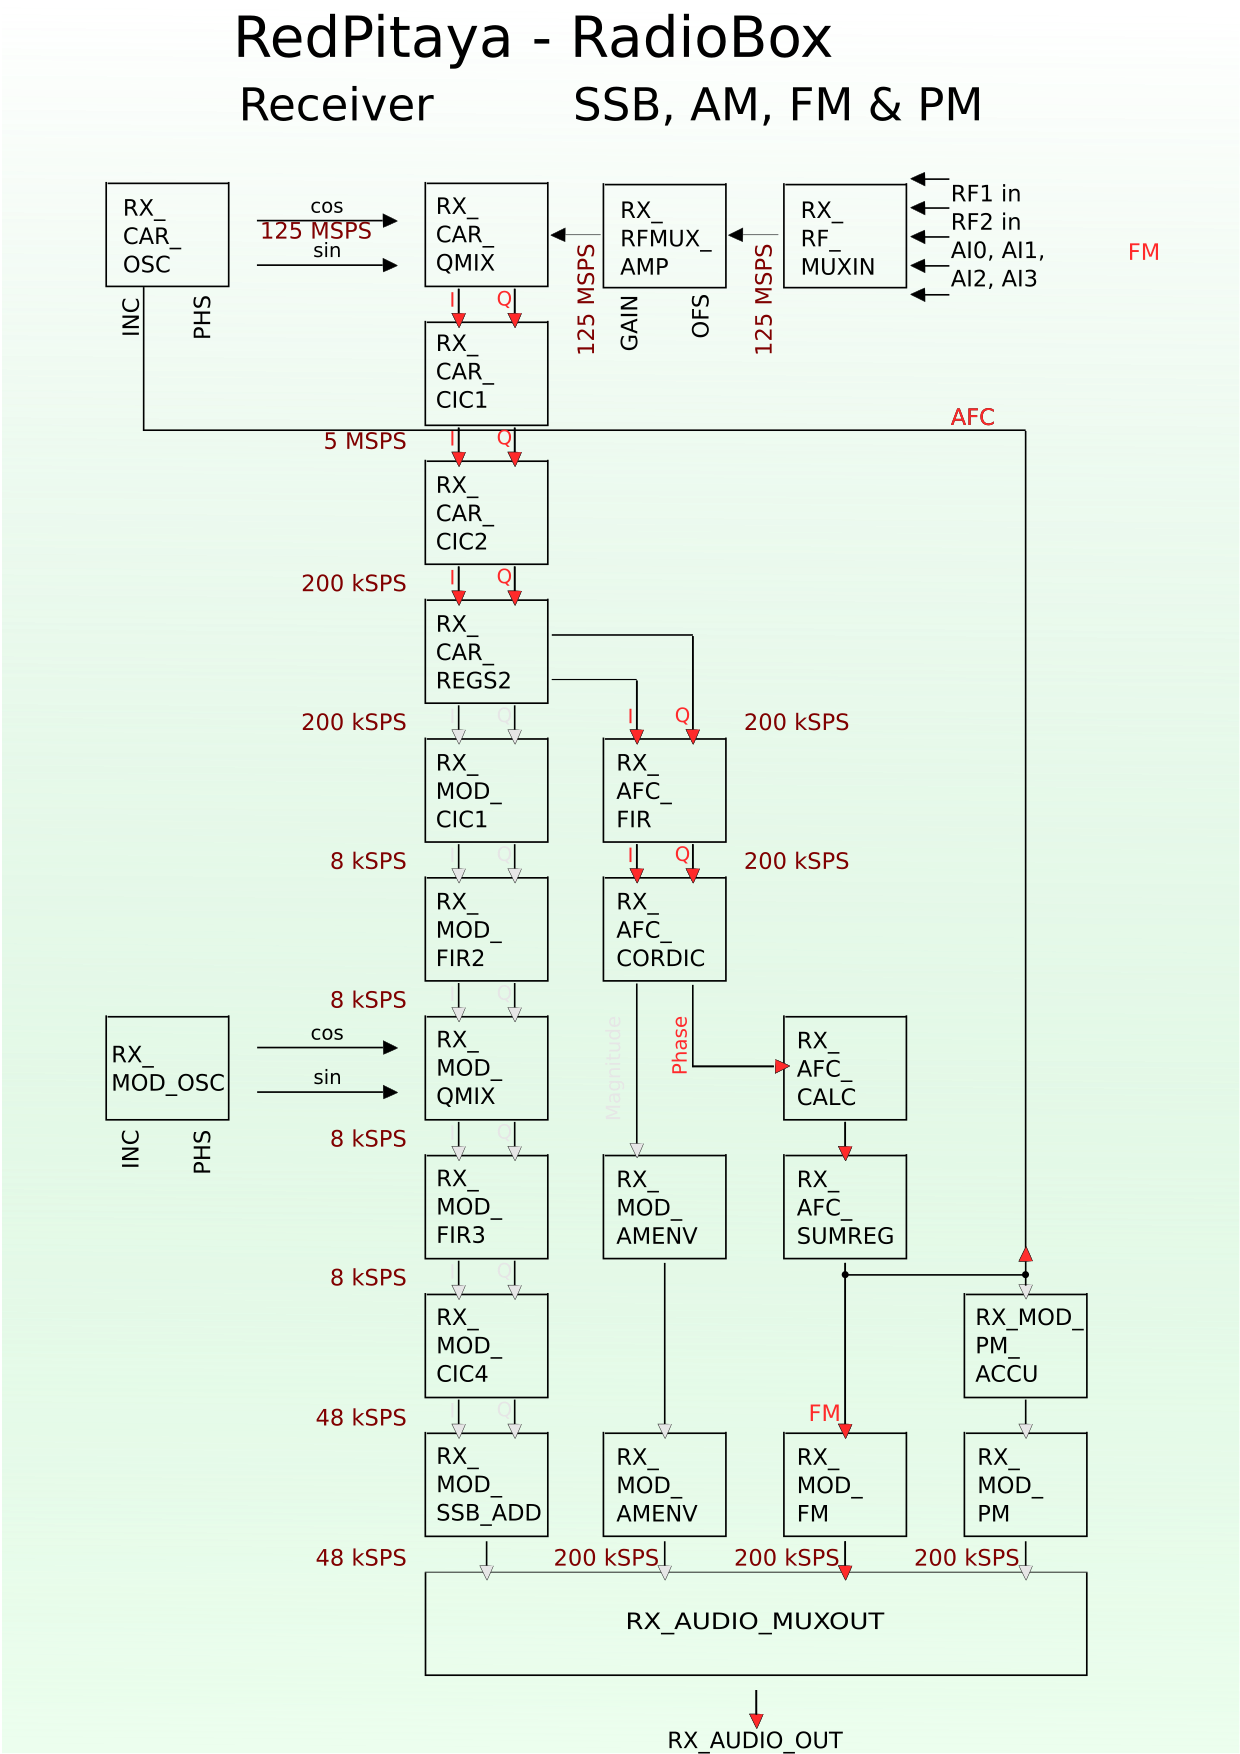 RedPitaya - RadioBox
Receiver SSB, AM, FM & PM
RX_
CAR_
OSC
cos
125 MSPS
sin
INC
PHS
RX_
CAR_
QMIX
125 MSPS
RX_
RFMUX_
AMP
GAIN
OFS
125 MSPS
RX_
RF_
MUXIN
RF1 in
RF2 in
AI0, AI1,
AI2, AI3
FM
I Q
RX_
CAR_
CIC1
AFC
5 MSPS
I Q
RX_
CAR_
CIC2
200 kSPS
I Q
RX_
CAR_
REGS2
200 kSPS
I Q
I Q
200 kSPS
RX_
MOD_
CIC1
RX_
AFC_
FIR
8 kSPS
I Q
I Q
200 kSPS
RX_
MOD_
FIR2
RX_
AFC_
CORDIC
8 kSPS
I Q
RX_
MOD_OSC
INC
PHS
cos
sin
RX_
MOD_
QMIX
Magnitude
Phase
RX_
AFC_
CALC
8 kSPS
I Q
RX_
MOD_
FIR3
RX_
MOD_
AMENV
RX_
AFC_
SUMREG
8 kSPS
I Q
RX_
MOD_
CIC4
RX_MOD_
PM_
ACCU
48 kSPS
I Q
FM
RX_
MOD_
SSB_ADD
RX_
MOD_
AMENV
RX_
MOD_
FM
RX_
MOD_
PM
48 kSPS
200 kSPS
200 kSPS
200 kSPS
RX_AUDIO_MUXOUT
RX_AUDIO_OUT